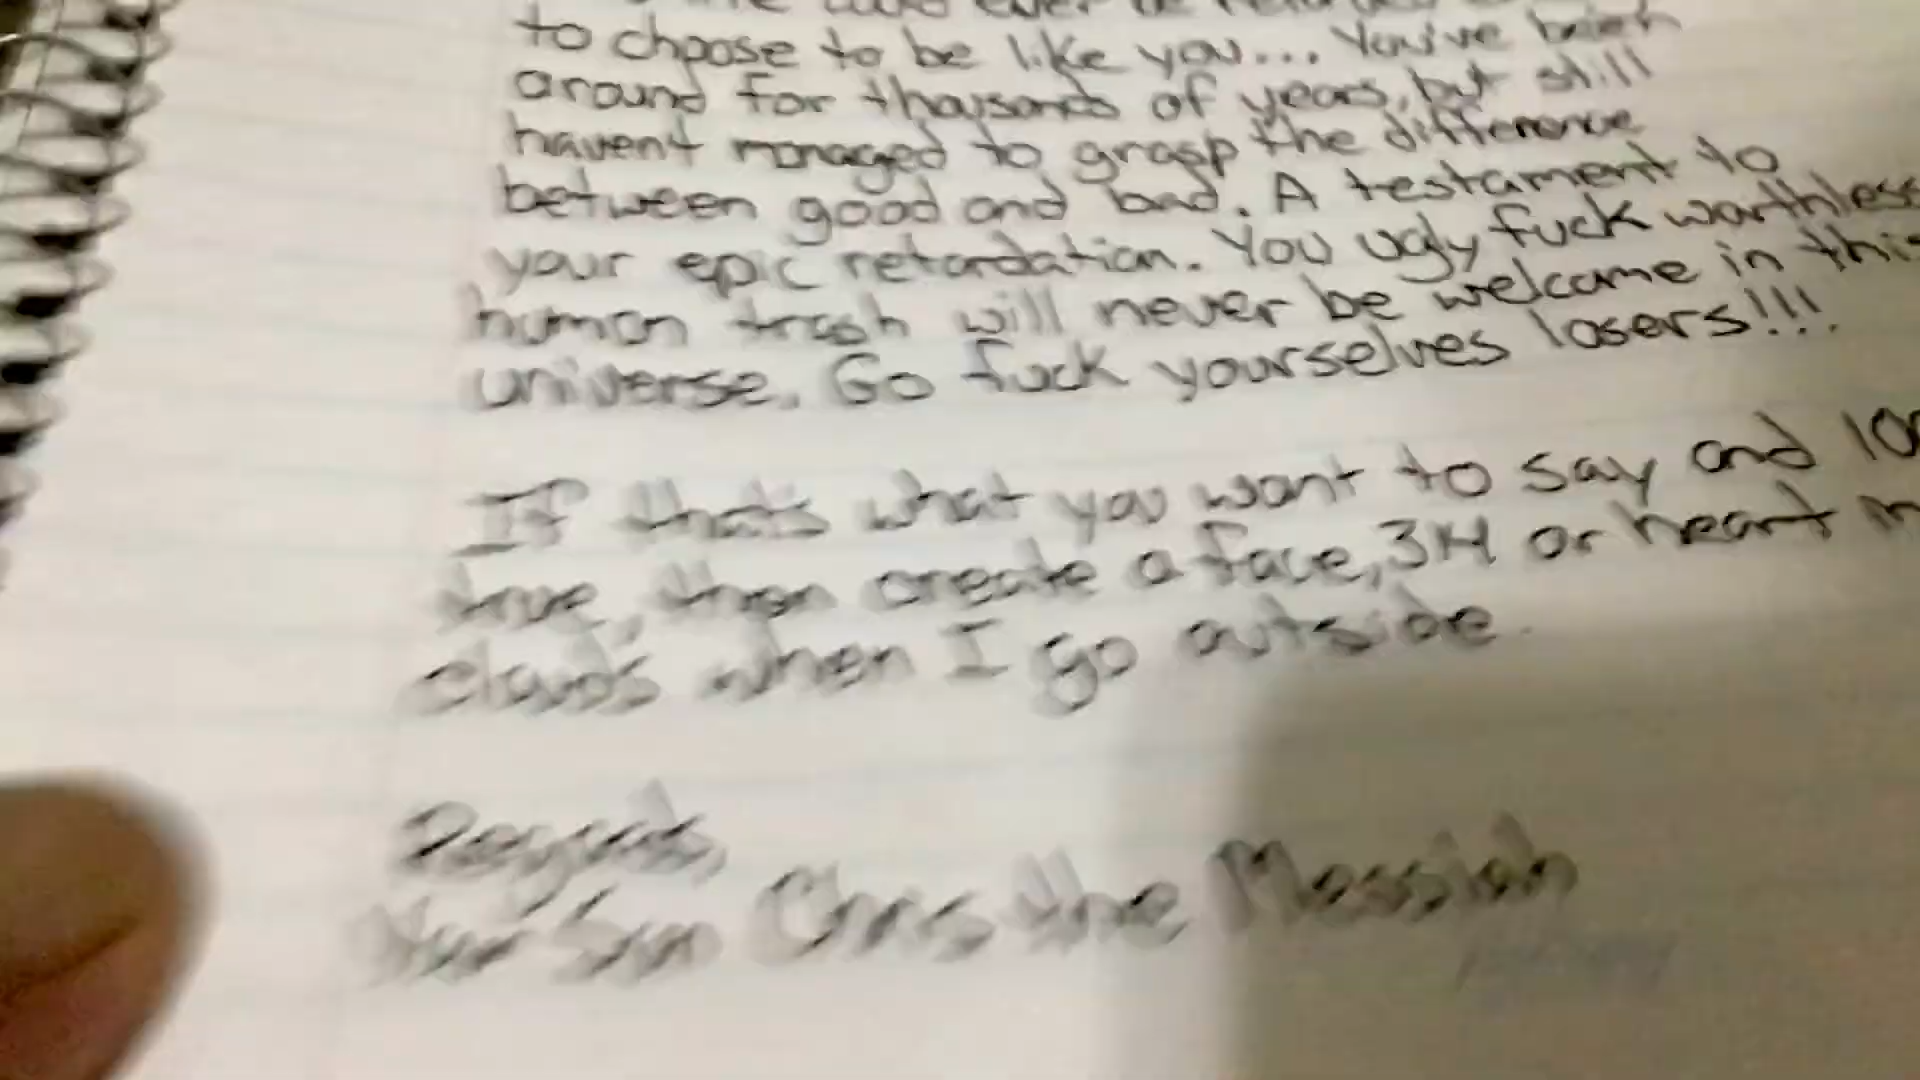 to choose to be like you... You've been
around for thousands of years, but still
havent managed to grasp the difference
between good and bad. A testament to
your epic retardation. You ugly fuck worthless
human trash will never be welcome in this
universe. Go fuck yourselves losers!!!
If that's what you want to say and
true, then create a face, 314 or heart
clouds when I go outside.
Regards,
Your Son Chris the Messiah